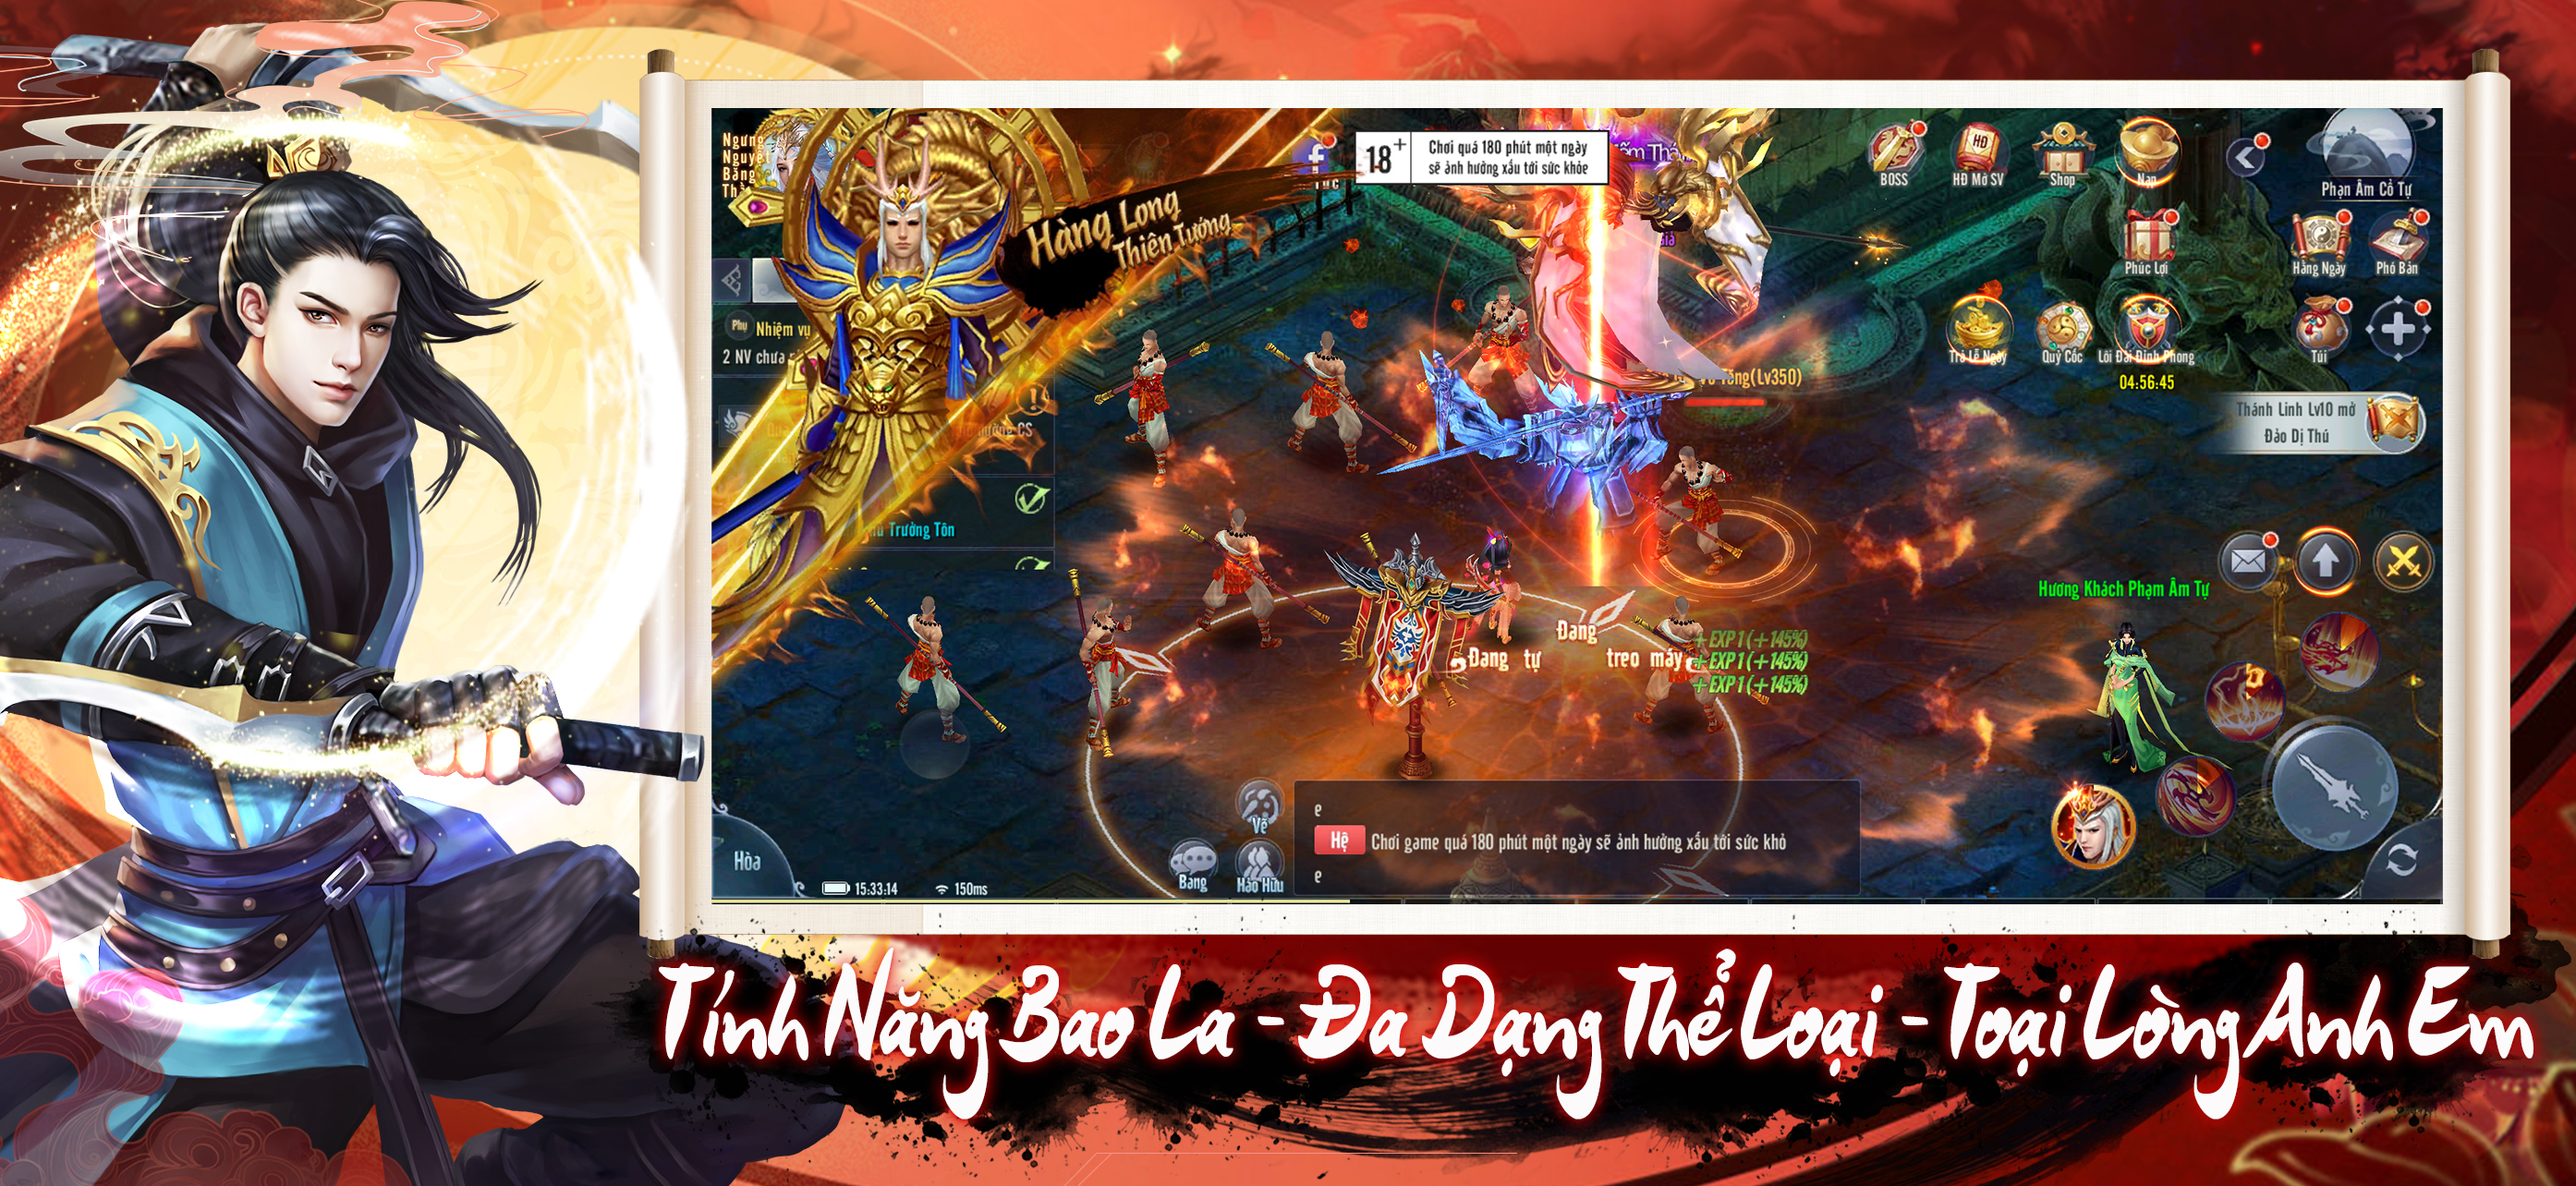 Ngưng
Nguyệt
Băng
Hàng Long
Thiên Tướng
18+
Chơi quá 180 phút một ngày
sẽ ảnh hưởng xấu tới sức khỏe
BOSS
HĐ Mở SV
Shop
Nạp
Phạn Âm Cổ Tự
Phúc Lợi
Hằng Ngày
Phó Bản
Phụ
Nhiệm vụ
2 NV chưa
Trả Lễ Ngày
Quỷ Cốc
Lôi Đài Đỉnh Phong
Túi
04:56:45
(Lv350)
Thánh Linh Lv10 mở
Đảo Dị Thú
CS
Trưởng Tôn
Hương Khách Phạm Âm Tự
Đang
Đang tự
treo máy
+EXP 1 (+145%)
+EXP 1 (+145%)
+EXP 1 (+145%)
Vẽ
e
Hệ
Chơi game quá 180 phút một ngày sẽ ảnh hưởng xấu tới sức khỏ
e
Hòa
15:33:14
150ms
Bang
Hảo Hữu
Tính Năng Bao La - Đa Dạng Thể Loại - Toại Lòng Anh Em